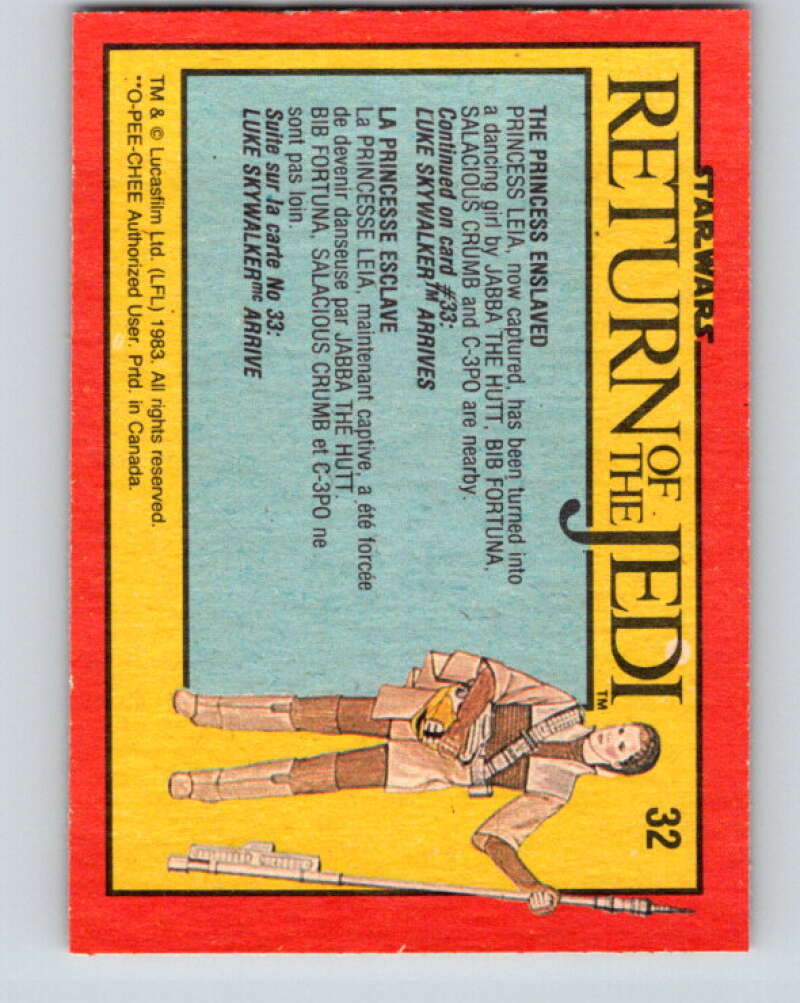 STAR WARS
RETURN OF THE JEDI™
32
THE PRINCESS ENSLAVED
PRINCESS LEIA, now captured, has been turned into
a dancing girl by JABBA THE HUTT, BIB FORTUNA,
SALACIOUS CRUMB and C-3PO are nearby.
Continued on card #33:
LUKE SKYWALKER™ ARRIVES
LA PRINCESSE ESCLAVE
La PRINCESSE LEIA, maintenant captive, a été forcée
de devenir danseuse par JABBA THE HUTT.
BIB FORTUNA, SALACIOUS CRUMB et C-3PO ne
sont pas loin.
Suite sur la carte No 33:
LUKE SKYWALKERmc ARRIVE
TM & © Lucasfilm Ltd. (LFL) 1983. All rights reserved.
**O-PEE-CHEE Authorized User. Prtd. in Canada.